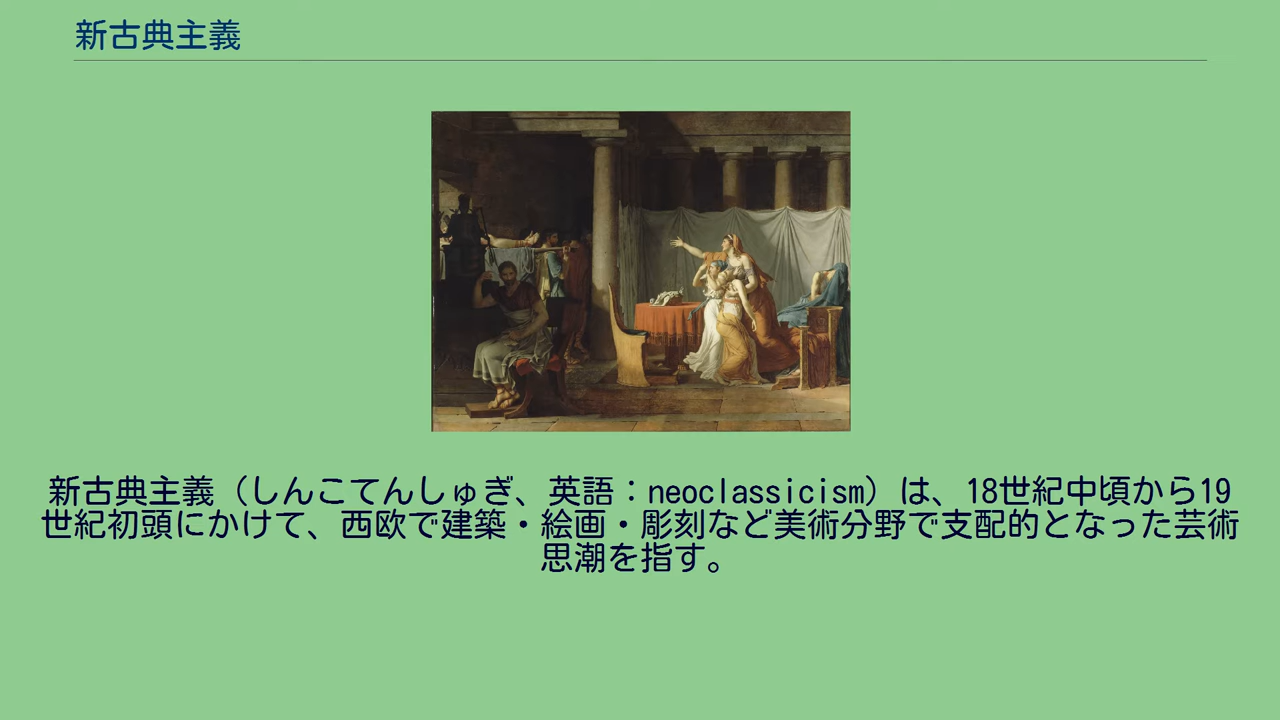 新古典主義
新古典主義（しんこてんしゅぎ、英語：neoclassicism）は、18世紀中頃から19
世紀初頭にかけて、西欧で建築・絵画・彫刻など美術分野で支配的となった芸術
思潮を指す。